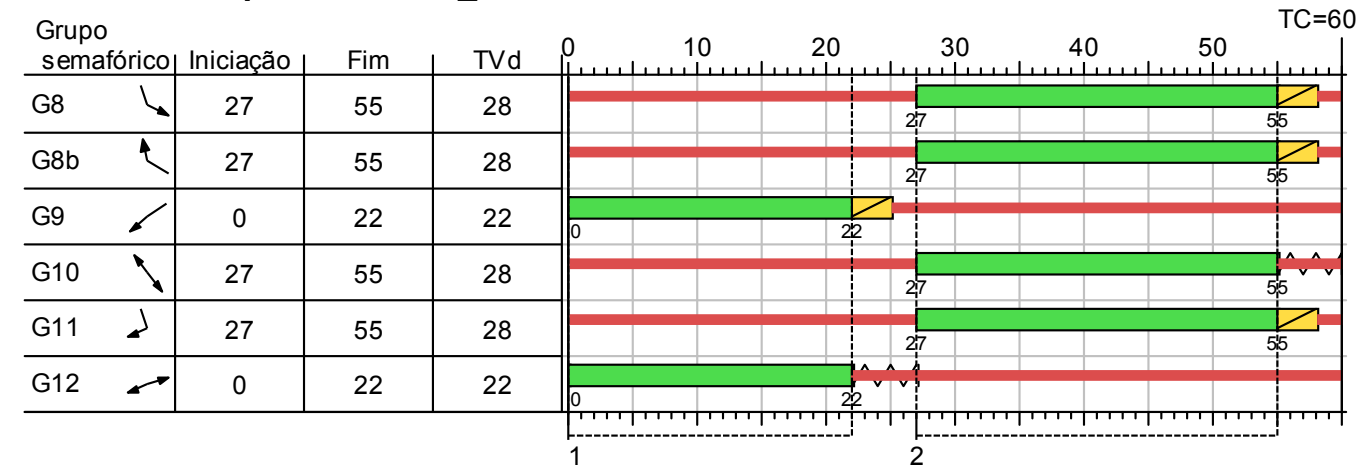 TC=60
Grupo
semafórico Iniciação Fim TVd 0 10 20 30 40 50
G8 27 55 28
27 55
G8b 27 55 28
27 55
G9 0 22 22
0 22
G10 27 55 28
27 55
G11 27 55 28
27 55
G12 0 22 22
0 22
1 2